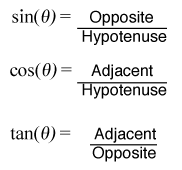 sin(θ) = Opposite
Hypotenuse
cos(θ) = Adjacent
Hypotenuse
tan(θ) = Adjacent
Opposite